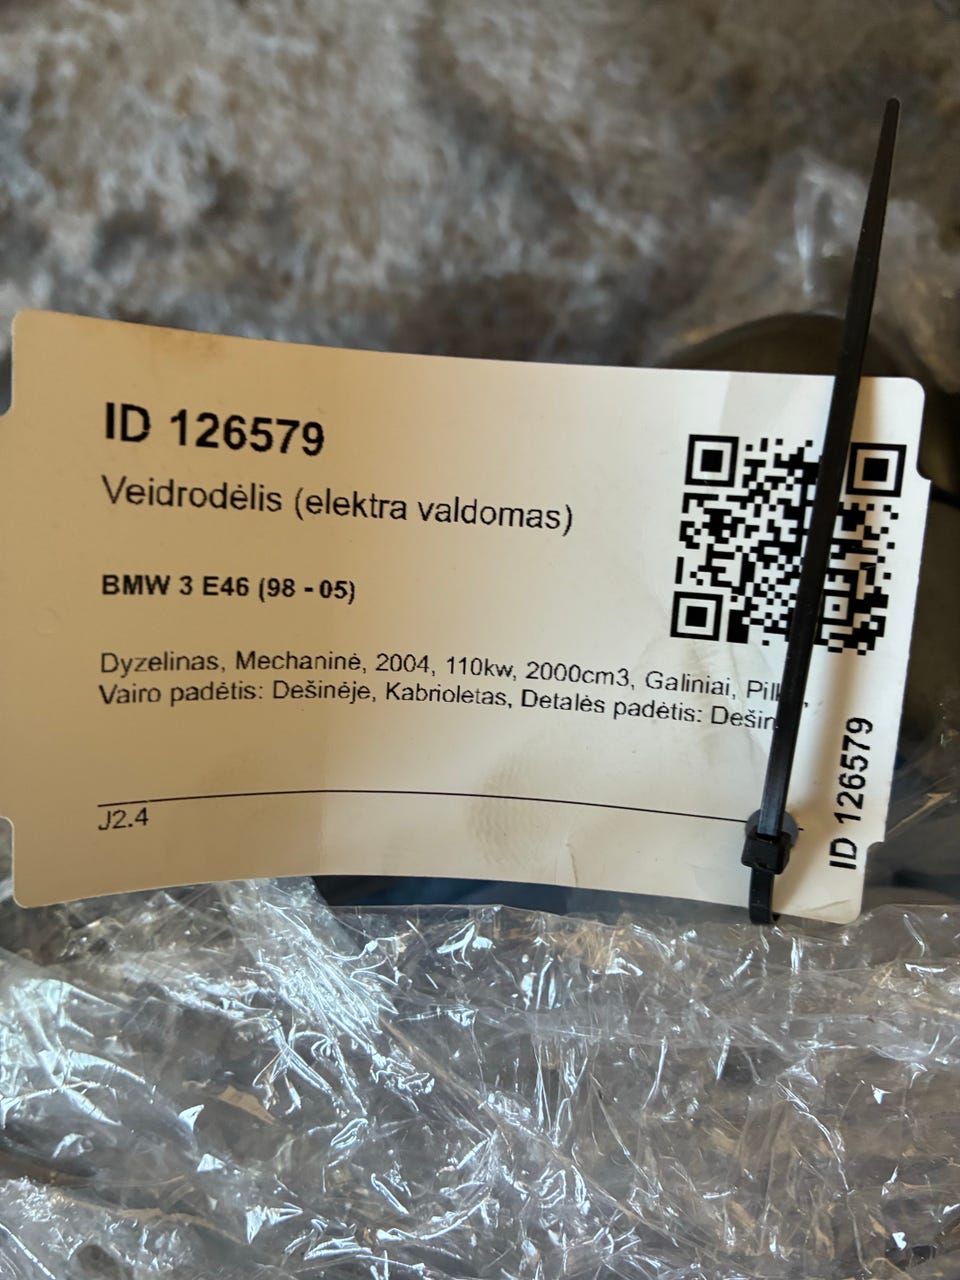 ID 126579
Veidrodėlis (elektra valdomas)
BMW 3 E46 (98 - 05)
Dyzelinas, Mechaninė, 2004, 110kw, 2000cm3, Galiniai,
Vairo padėtis: Dešinėje, Kabrioletas, Detalės padėtis:
J2.4
ID 126579